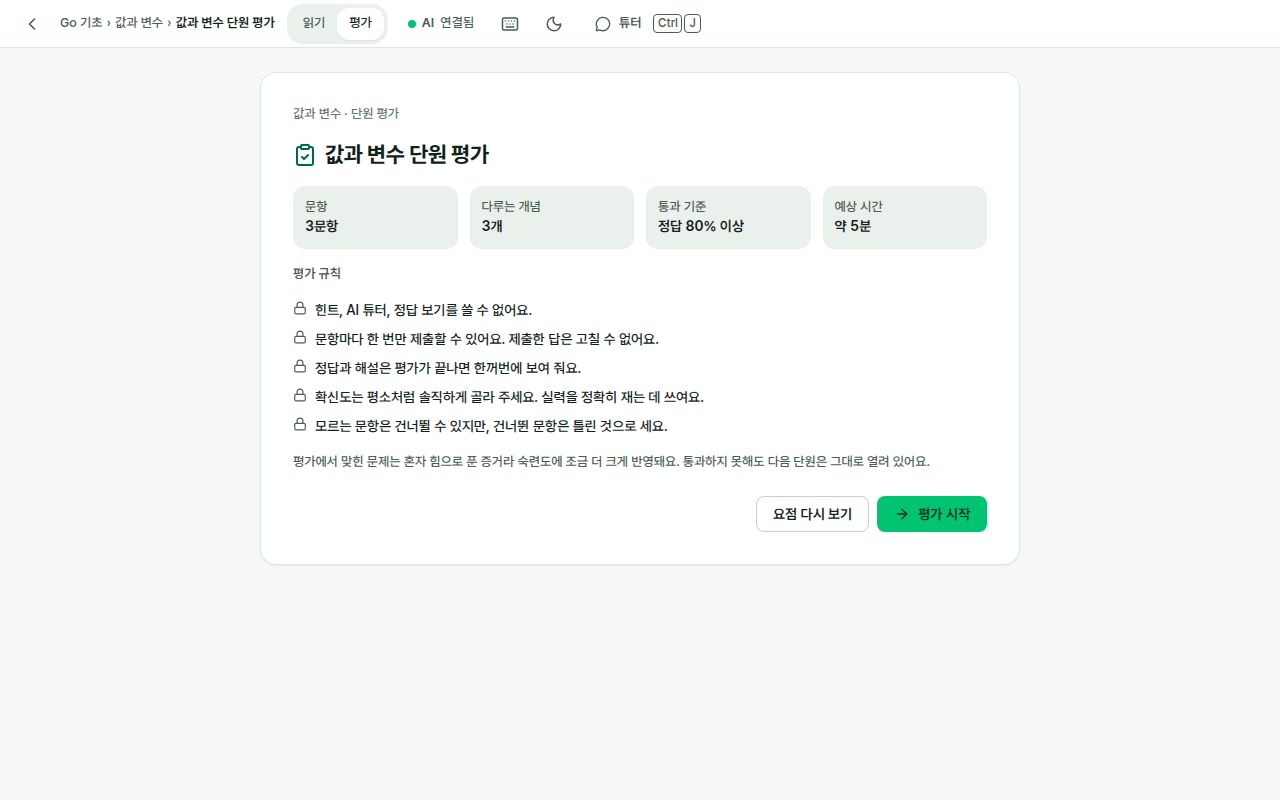 Go 기초 › 값과 변수 › 값과 변수 단원 평가 읽기 평가 AI 연결됨 튜터 Ctrl J
값과 변수 · 단원 평가
값과 변수 단원 평가
문항 다루는 개념 통과 기준 예상 시간
3문항 3개 정답 80% 이상 약 5분
평가 규칙
힌트, AI 튜터, 정답 보기를 쓸 수 없어요.
문항마다 한 번만 제출할 수 있어요. 제출한 답은 고칠 수 없어요.
정답과 해설은 평가가 끝나면 한꺼번에 보여 줘요.
확신도는 평소처럼 솔직하게 골라 주세요. 실력을 정확히 재는 데 쓰여요.
모르는 문항은 건너뛸 수 있지만, 건너뛴 문항은 틀린 것으로 세요.
평가에서 맞힌 문제는 혼자 힘으로 푼 증거라 숙련도에 조금 더 크게 반영돼요. 통과하지 못해도 다음 단원은 그대로 열려 있어요.
요점 다시 보기 평가 시작